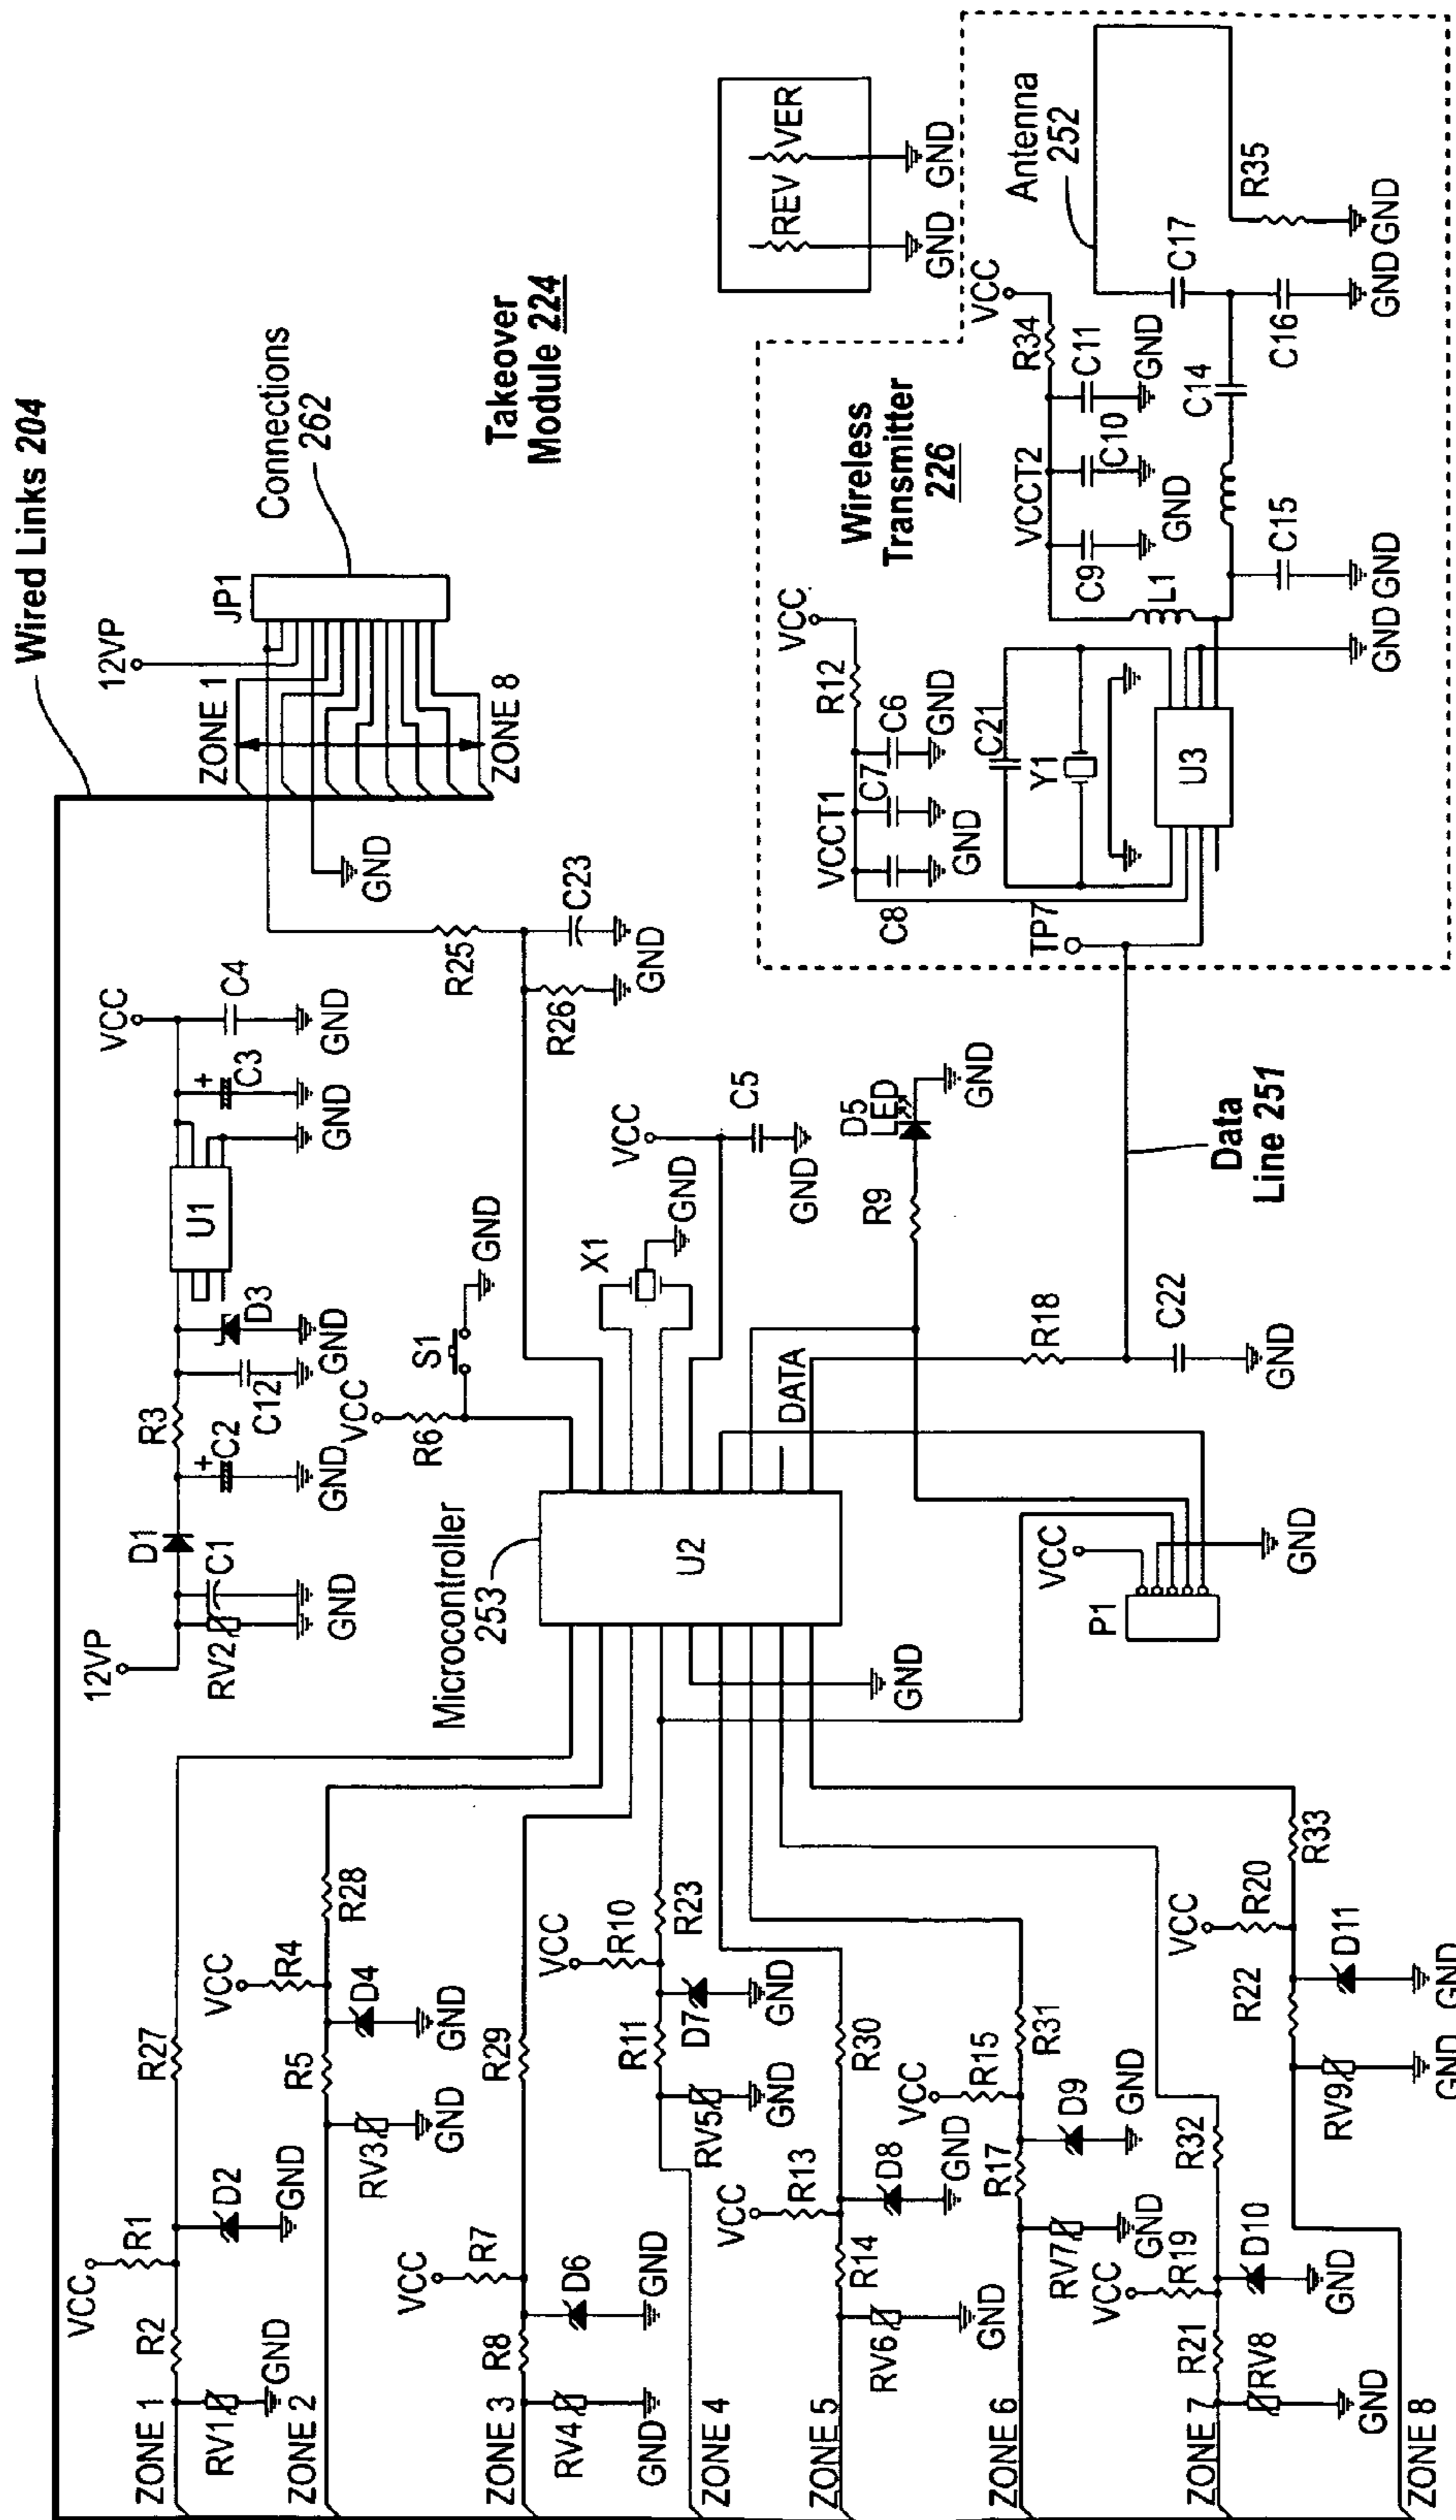 Wired Links 204
12VP
JP1
Connections
262
ZONE 1
ZONE 8
GND
Takeover
Module 224
REV
VER
GND
GND
12VP
RV2
C1
GND
D1
C2
GND
R3
C12
GND
D3
U1
GND
C3
VCC
C4
GND
R25
R26
C23
GND
VCC
R6
S1
GND
X1
GND
VCC
C5
GND
Microcontroller
253
U2
GND
DATA
R9
D5
LED
GND
R18
C22
GND
Data
Line 251
P1
VCC
GND
ZONE 1
RV1
GND
R2
VCC
R1
D2
GND
R27
ZONE 2
RV3
GND
R5
VCC
R4
D4
GND
R28
ZONE 3
RV4
GND
R8
VCC
R7
D6
GND
R29
ZONE 4
RV5
GND
R11
VCC
R10
D7
GND
R23
ZONE 5
RV6
GND
R14
VCC
R13
D8
GND
R30
ZONE 6
RV7
GND
R17
VCC
R15
D9
GND
R31
ZONE 7
RV8
GND
R21
VCC
R19
D10
GND
R32
ZONE 8
RV9
GND
R22
VCC
R20
D11
GND
R33
Wireless
Transmitter
226
VCC
R12
VCCT1
C8
C7
C6
GND
GND
TP7
C21
Y1
U3
GND
VCC
R34
VCCT2
C9
C10
C11
GND
GND
L1
C15
GND
C14
C16
GND
C17
Antenna
252
R35
GND